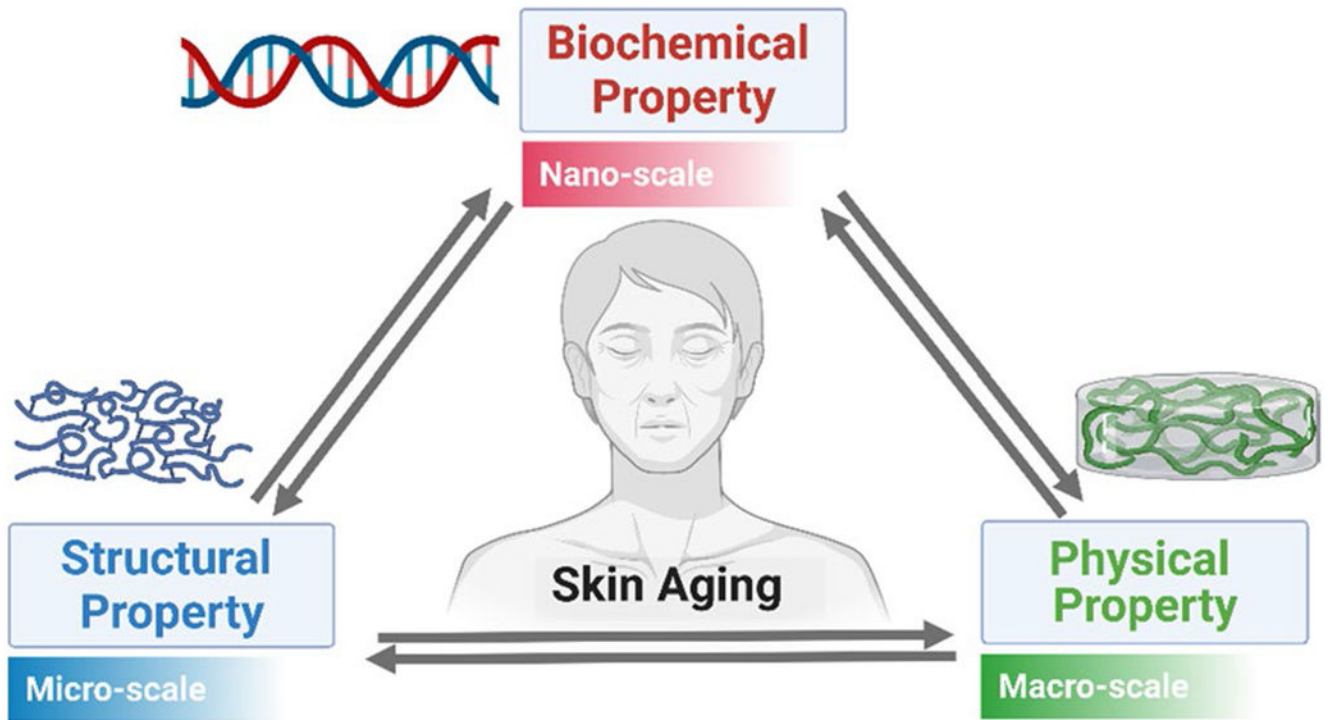 Biochemical
Property
Nano-scale
Structural
Property
Micro-scale
Skin Aging
Physical
Property
Macro-scale